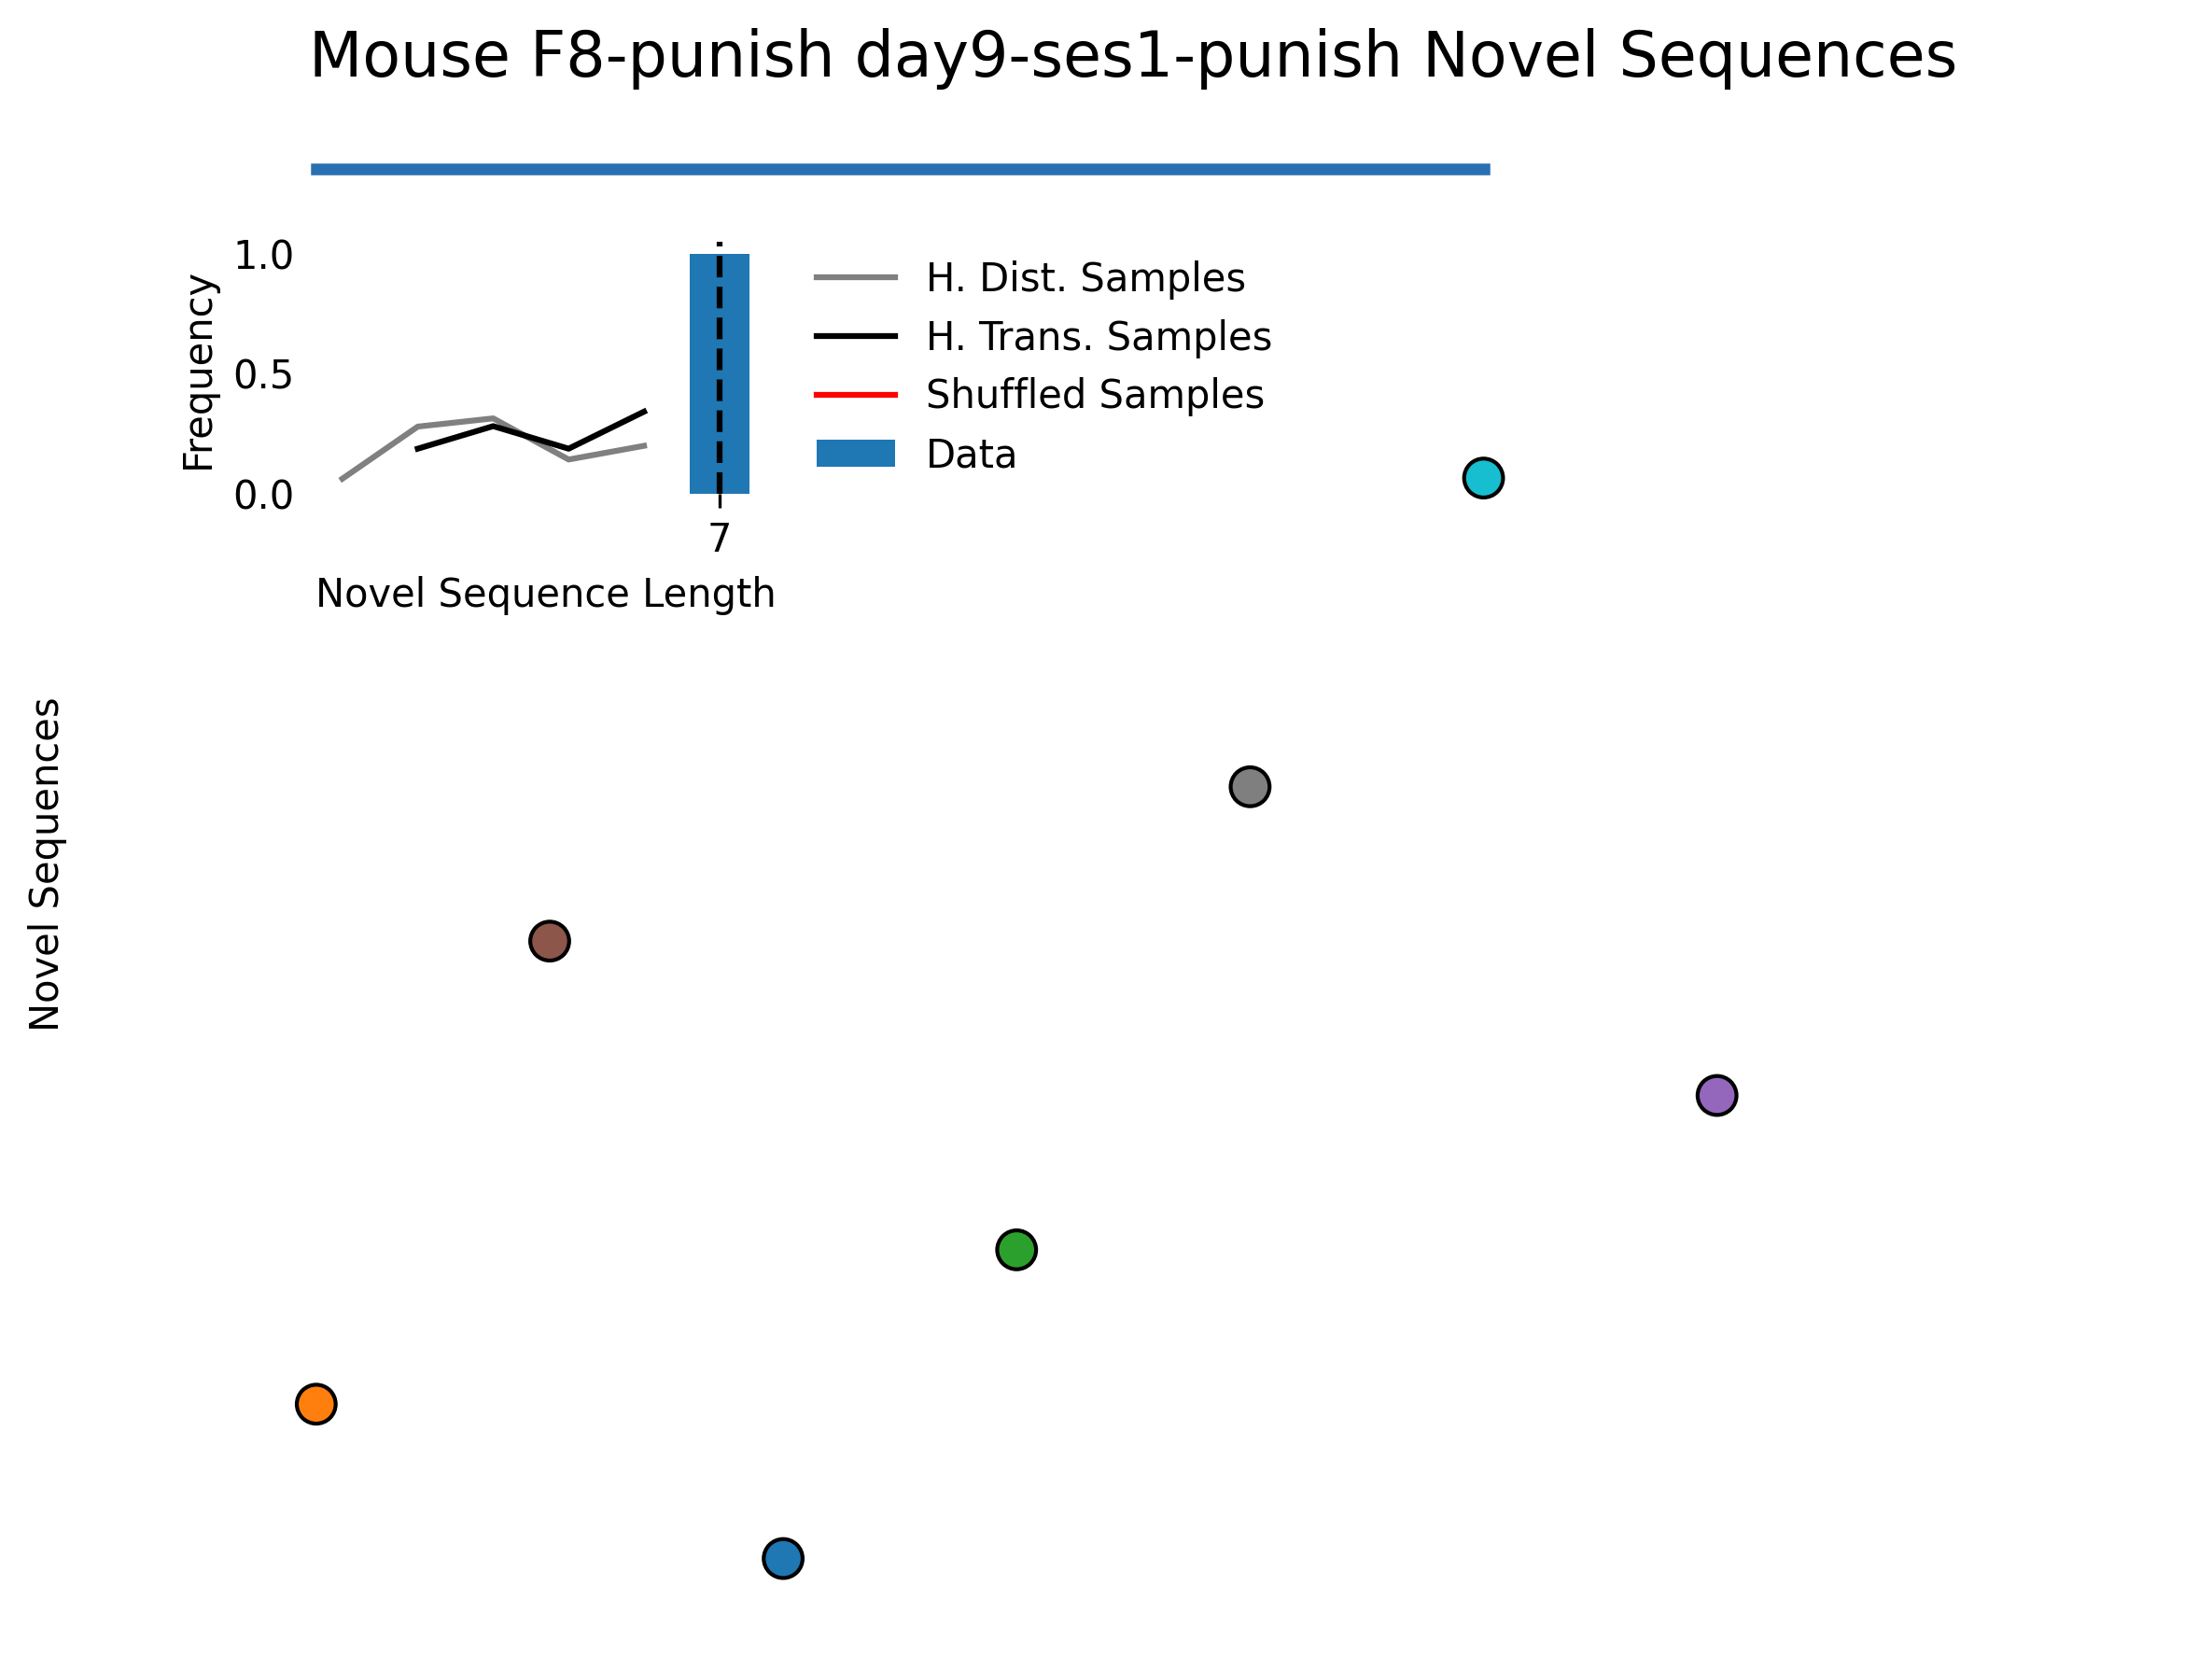 Mouse F8-punish day9-ses1-punish Novel Sequences
Frequency
1.0
0.5
0.0
7
Novel Sequence Length
H. Dist. Samples
H. Trans. Samples
Shuffled Samples
Data
Novel Sequences